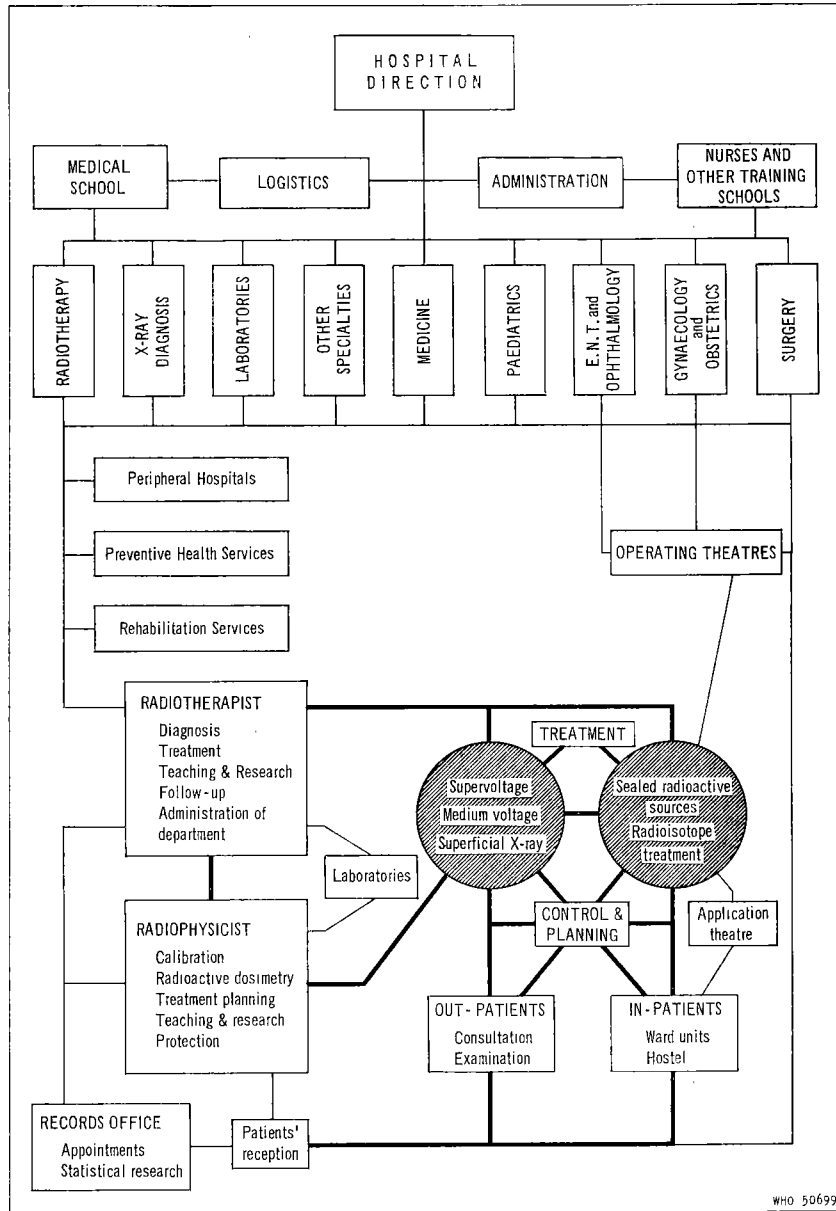 HOSPITAL
DIRECTION
MEDICAL
SCHOOL
LOGISTICS
ADMINISTRATION
NURSES AND
OTHER TRAINING
SCHOOLS
RADIOTHERAPY
X-RAY
DIAGNOSIS
LABORATORIES
OTHER
SPECIALTIES
MEDICINE
PAEDIATRICS
E.N.T. and
OPHTHALMOLOGY
GYNAECOLOGY
and
OBSTETRICS
SURGERY
Peripheral Hospitals
Preventive Health Services
Rehabilitation Services
OPERATING THEATRES
RADIOTHERAPIST
Diagnosis
Treatment
Teaching & Research
Follow-up
Administration of
department
TREATMENT
Supervoltage
Medium voltage
Superficial X-ray
Sealed radioactive
sources
Radioisotope
treatment
Laboratories
RADIOPHYSICIST
Calibration
Radioactive dosimetry
Treatment planning
Teaching & research
Protection
CONTROL &
PLANNING
Application
theatre
OUT-PATIENTS
Consultation
Examination
IN-PATIENTS
Ward units
Hostel
RECORDS OFFICE
Appointments
Statistical research
Patients'
reception
WHO 50699